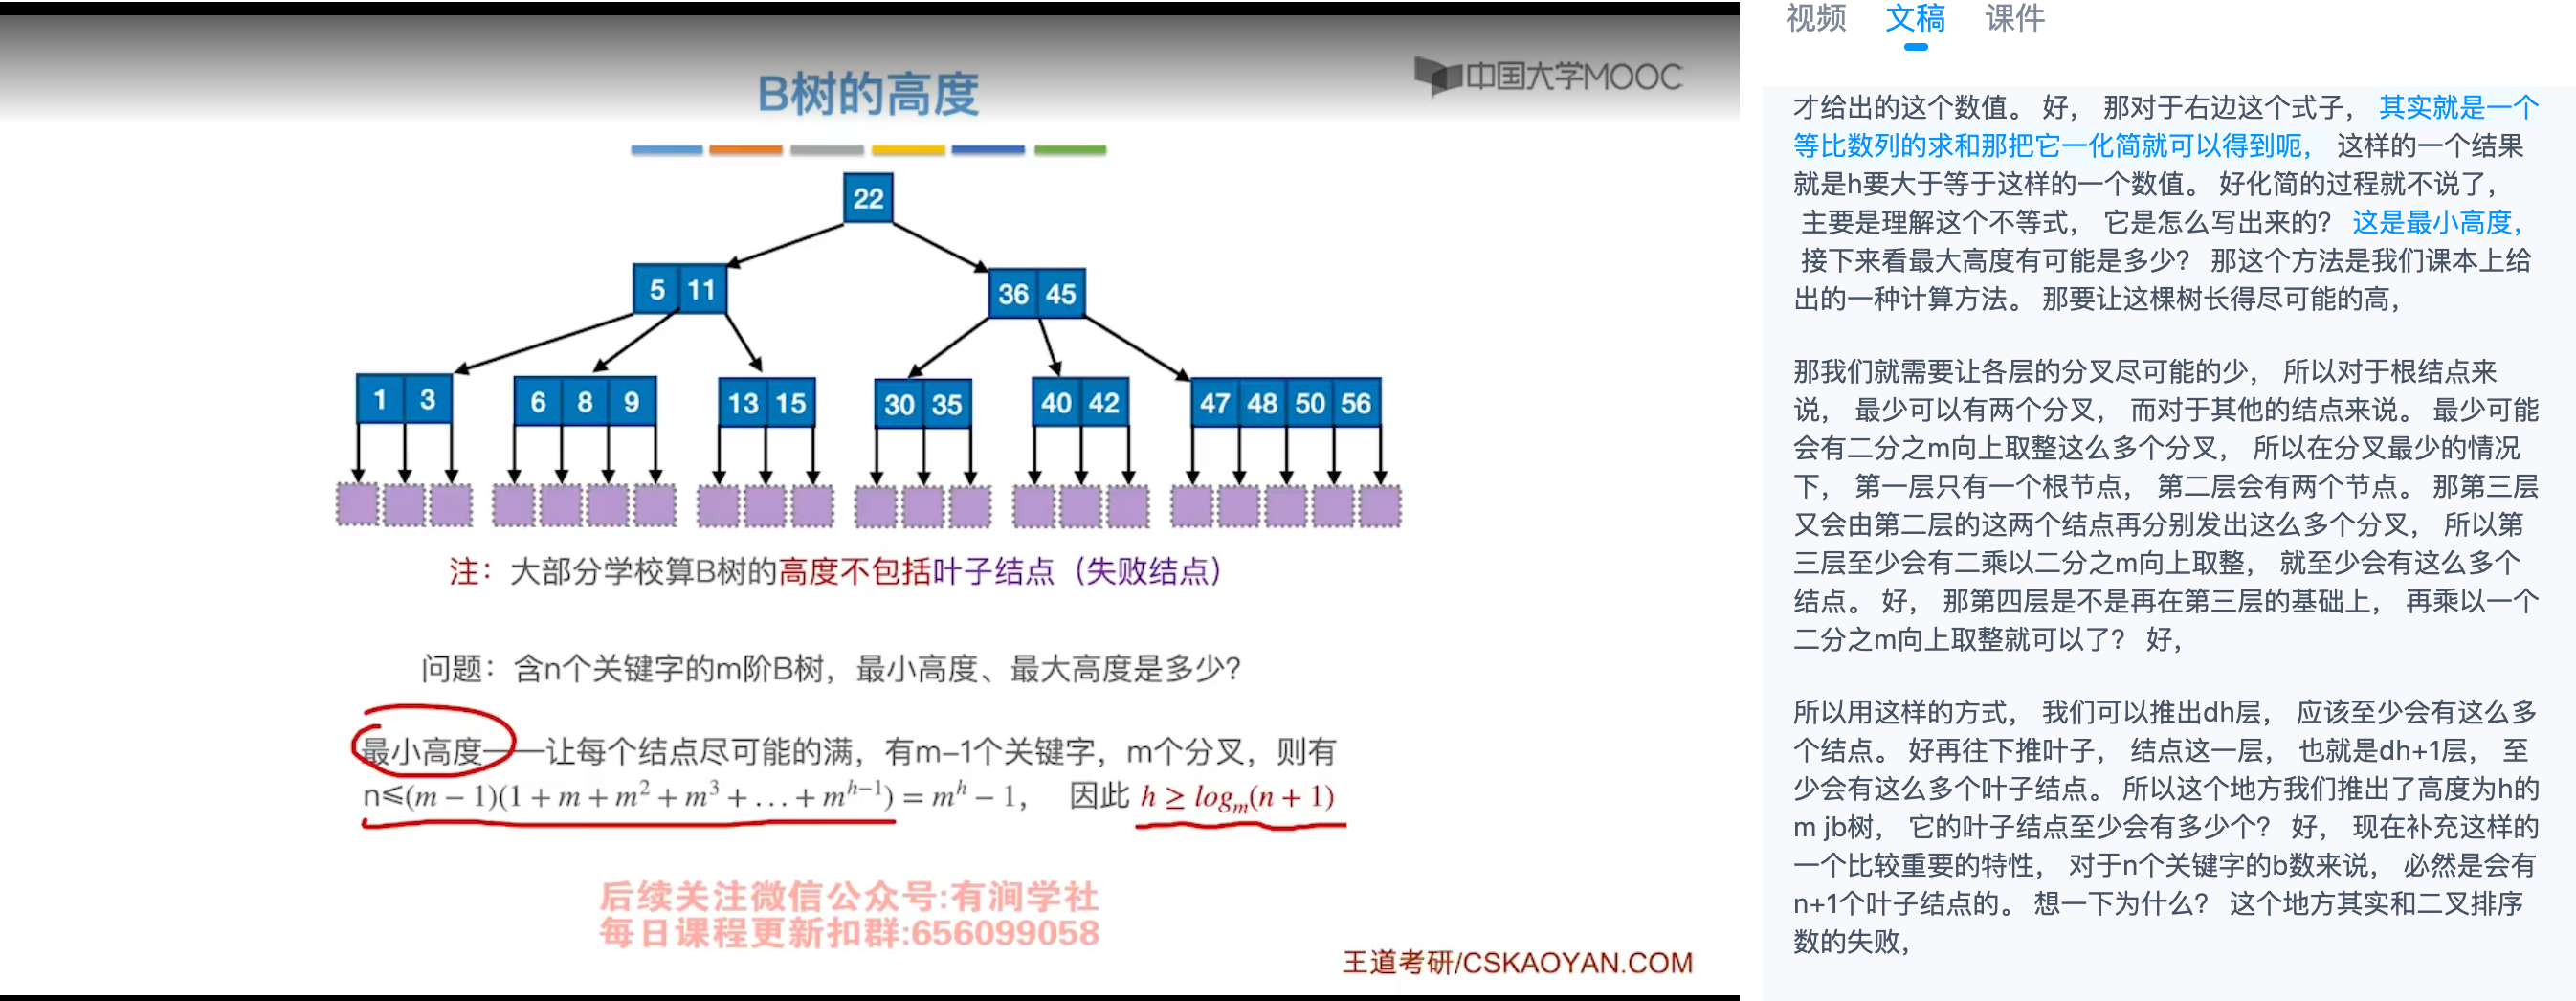 中国大学MOOC
B树的高度
22
5 11
36 45
1 3
6 8 9
13 15
30 35
40 42
47 48 50 56
注：大部分学校算B树的高度不包括叶子结点（失败结点）
问题：含n个关键字的m阶B树，最小高度、最大高度是多少？
最小高度——让每个结点尽可能的满，有m-1个关键字，m个分叉，则有
n≤(m − 1)(1 + m + m² + m³ + … + mʰ⁻¹) = mʰ − 1， 因此 h ≥ logₘ(n + 1)
后续关注微信公众号:有涧学社
每日课程更新扣群:656099058
王道考研/CSKAOYAN.COM
视频 文稿 课件
才给出的这个数值。 好， 那对于右边这个式子， 其实就是一个
等比数列的求和那把它一化简就可以得到呃， 这样的一个结果
就是h要大于等于这样的一个数值。 好化简的过程就不说了，
主要是理解这个不等式， 它是怎么写出来的？ 这是最小高度，
接下来看最大高度有可能是多少？ 那这个方法是我们课本上给
出的一种计算方法。 那要让这棵树长得尽可能的高，
那我们就需要让各层的分叉尽可能的少， 所以对于根结点来
说， 最少可以有两个分叉， 而对于其他的结点来说。 最少可能
会有二分之m向上取整这么多个分叉， 所以在分叉最少的情况
下， 第一层只有一个根节点， 第二层会有两个节点。 那第三层
又会由第二层的这两个结点再分别发出这么多个分叉， 所以第
三层至少会有二乘以二分之m向上取整， 就至少会有这么多个
结点。 好， 那第四层是不是再在第三层的基础上， 再乘以一个
二分之m向上取整就可以了？ 好，
所以用这样的方式， 我们可以推出dh层， 应该至少会有这么多
个结点。 好再往下推叶子， 结点这一层， 也就是dh+1层， 至
少会有这么多个叶子结点。 所以这个地方我们推出了高度为h的
m jb树， 它的叶子结点至少会有多少个？ 好， 现在补充这样的
一个比较重要的特性， 对于n个关键字的b数来说， 必然是会有
n+1个叶子结点的。 想一下为什么？ 这个地方其实和二叉排序
数的失败，